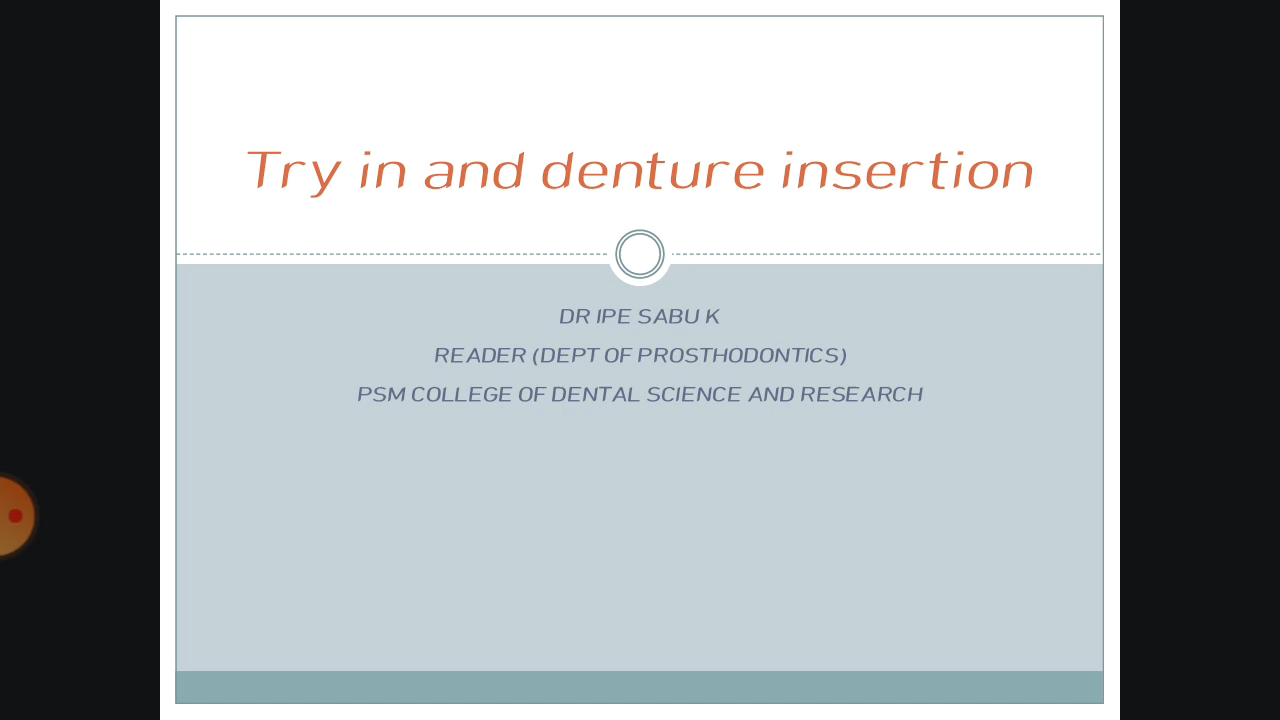 Try in and denture insertion
DR IPE SABU K
READER (DEPT OF PROSTHODONTICS)
PSM COLLEGE OF DENTAL SCIENCE AND RESEARCH